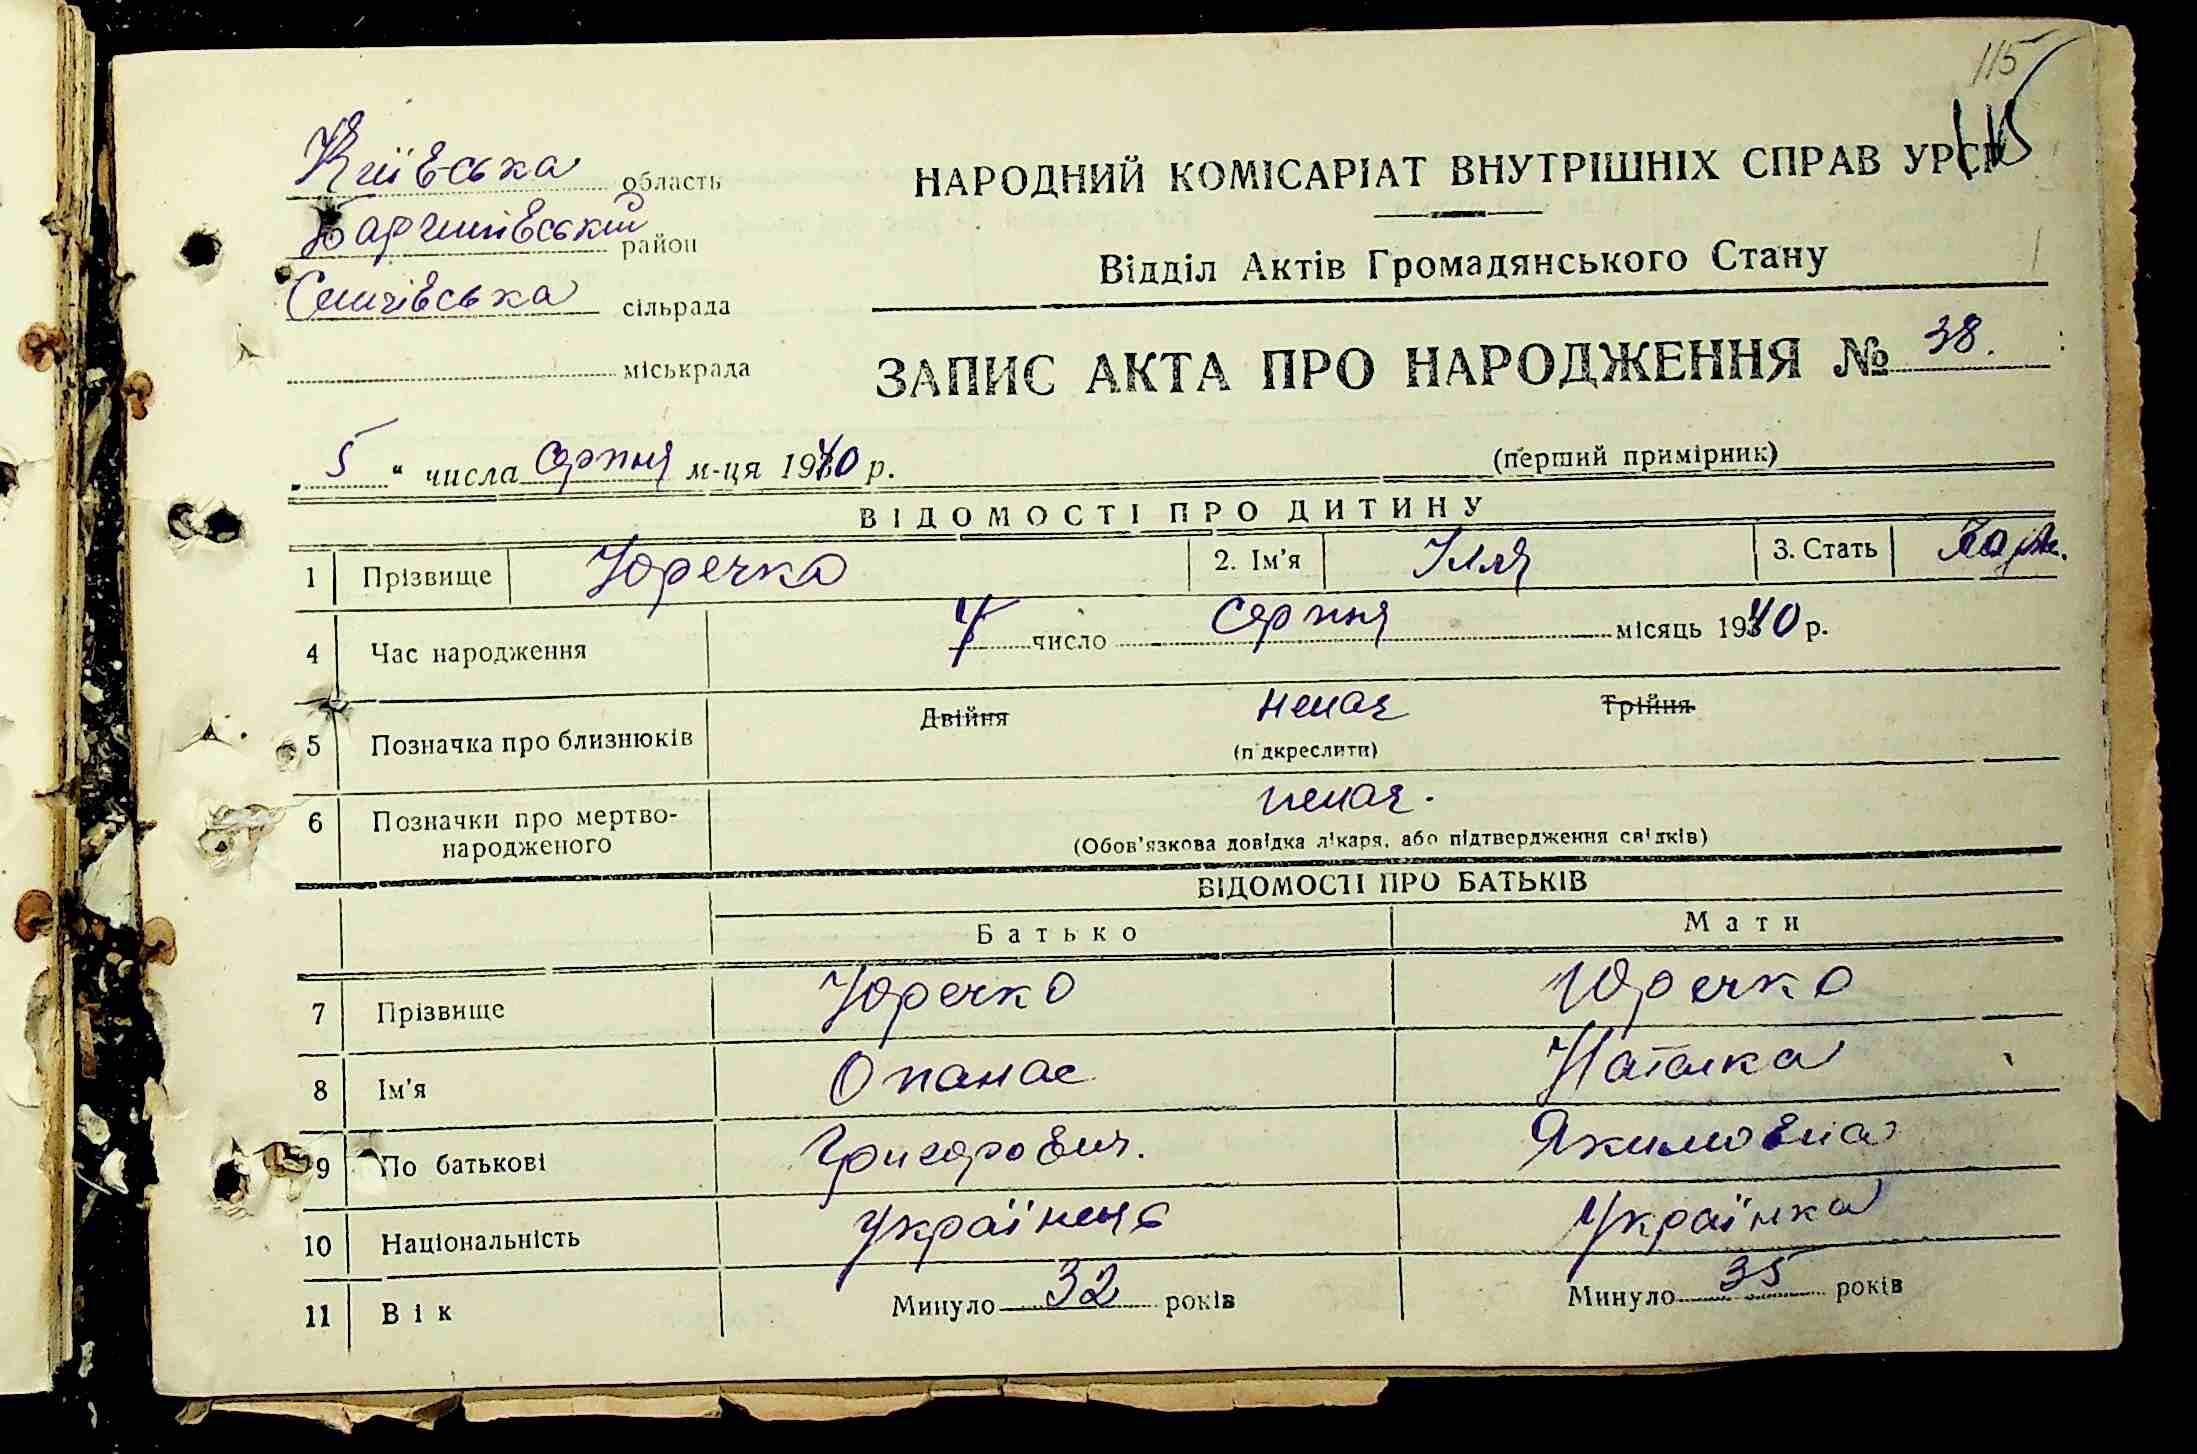 115
115
Київська область
Баришівський район
Сеничівська сільрада
міськрада
НАРОДНИЙ КОМІСАРІАТ ВНУТРІШНІХ СПРАВ УРСР
Відділ Актів Громадянського Стану
ЗАПИС АКТА ПРО НАРОДЖЕННЯ № 38.
„ 5 " числа серпня м-ця 1940 р.
(перший примірник)
ВІДОМОСТІ ПРО ДИТИНУ
1 Прізвище Юречко 2. Ім'я Ілля 3. Стать
4 Час народження 4 число серпня місяць 1940 р.
5 Позначка про близнюків Двійня немає Трійня
(підкреслити)
6 Позначки про мертво-
народженого
немає.
(Обов'язкова довідка лікаря, або підтвердження свідків)
ВІДОМОСТІ ПРО БАТЬКІВ
Батько Мати
7 Прізвище Юречко Юречко
8 Ім'я Опанас Наталка
9 По батькові Григорович. Якимовна
10 Національність Українець Українка
11 Вік Минуло 32 років Минуло 35 років